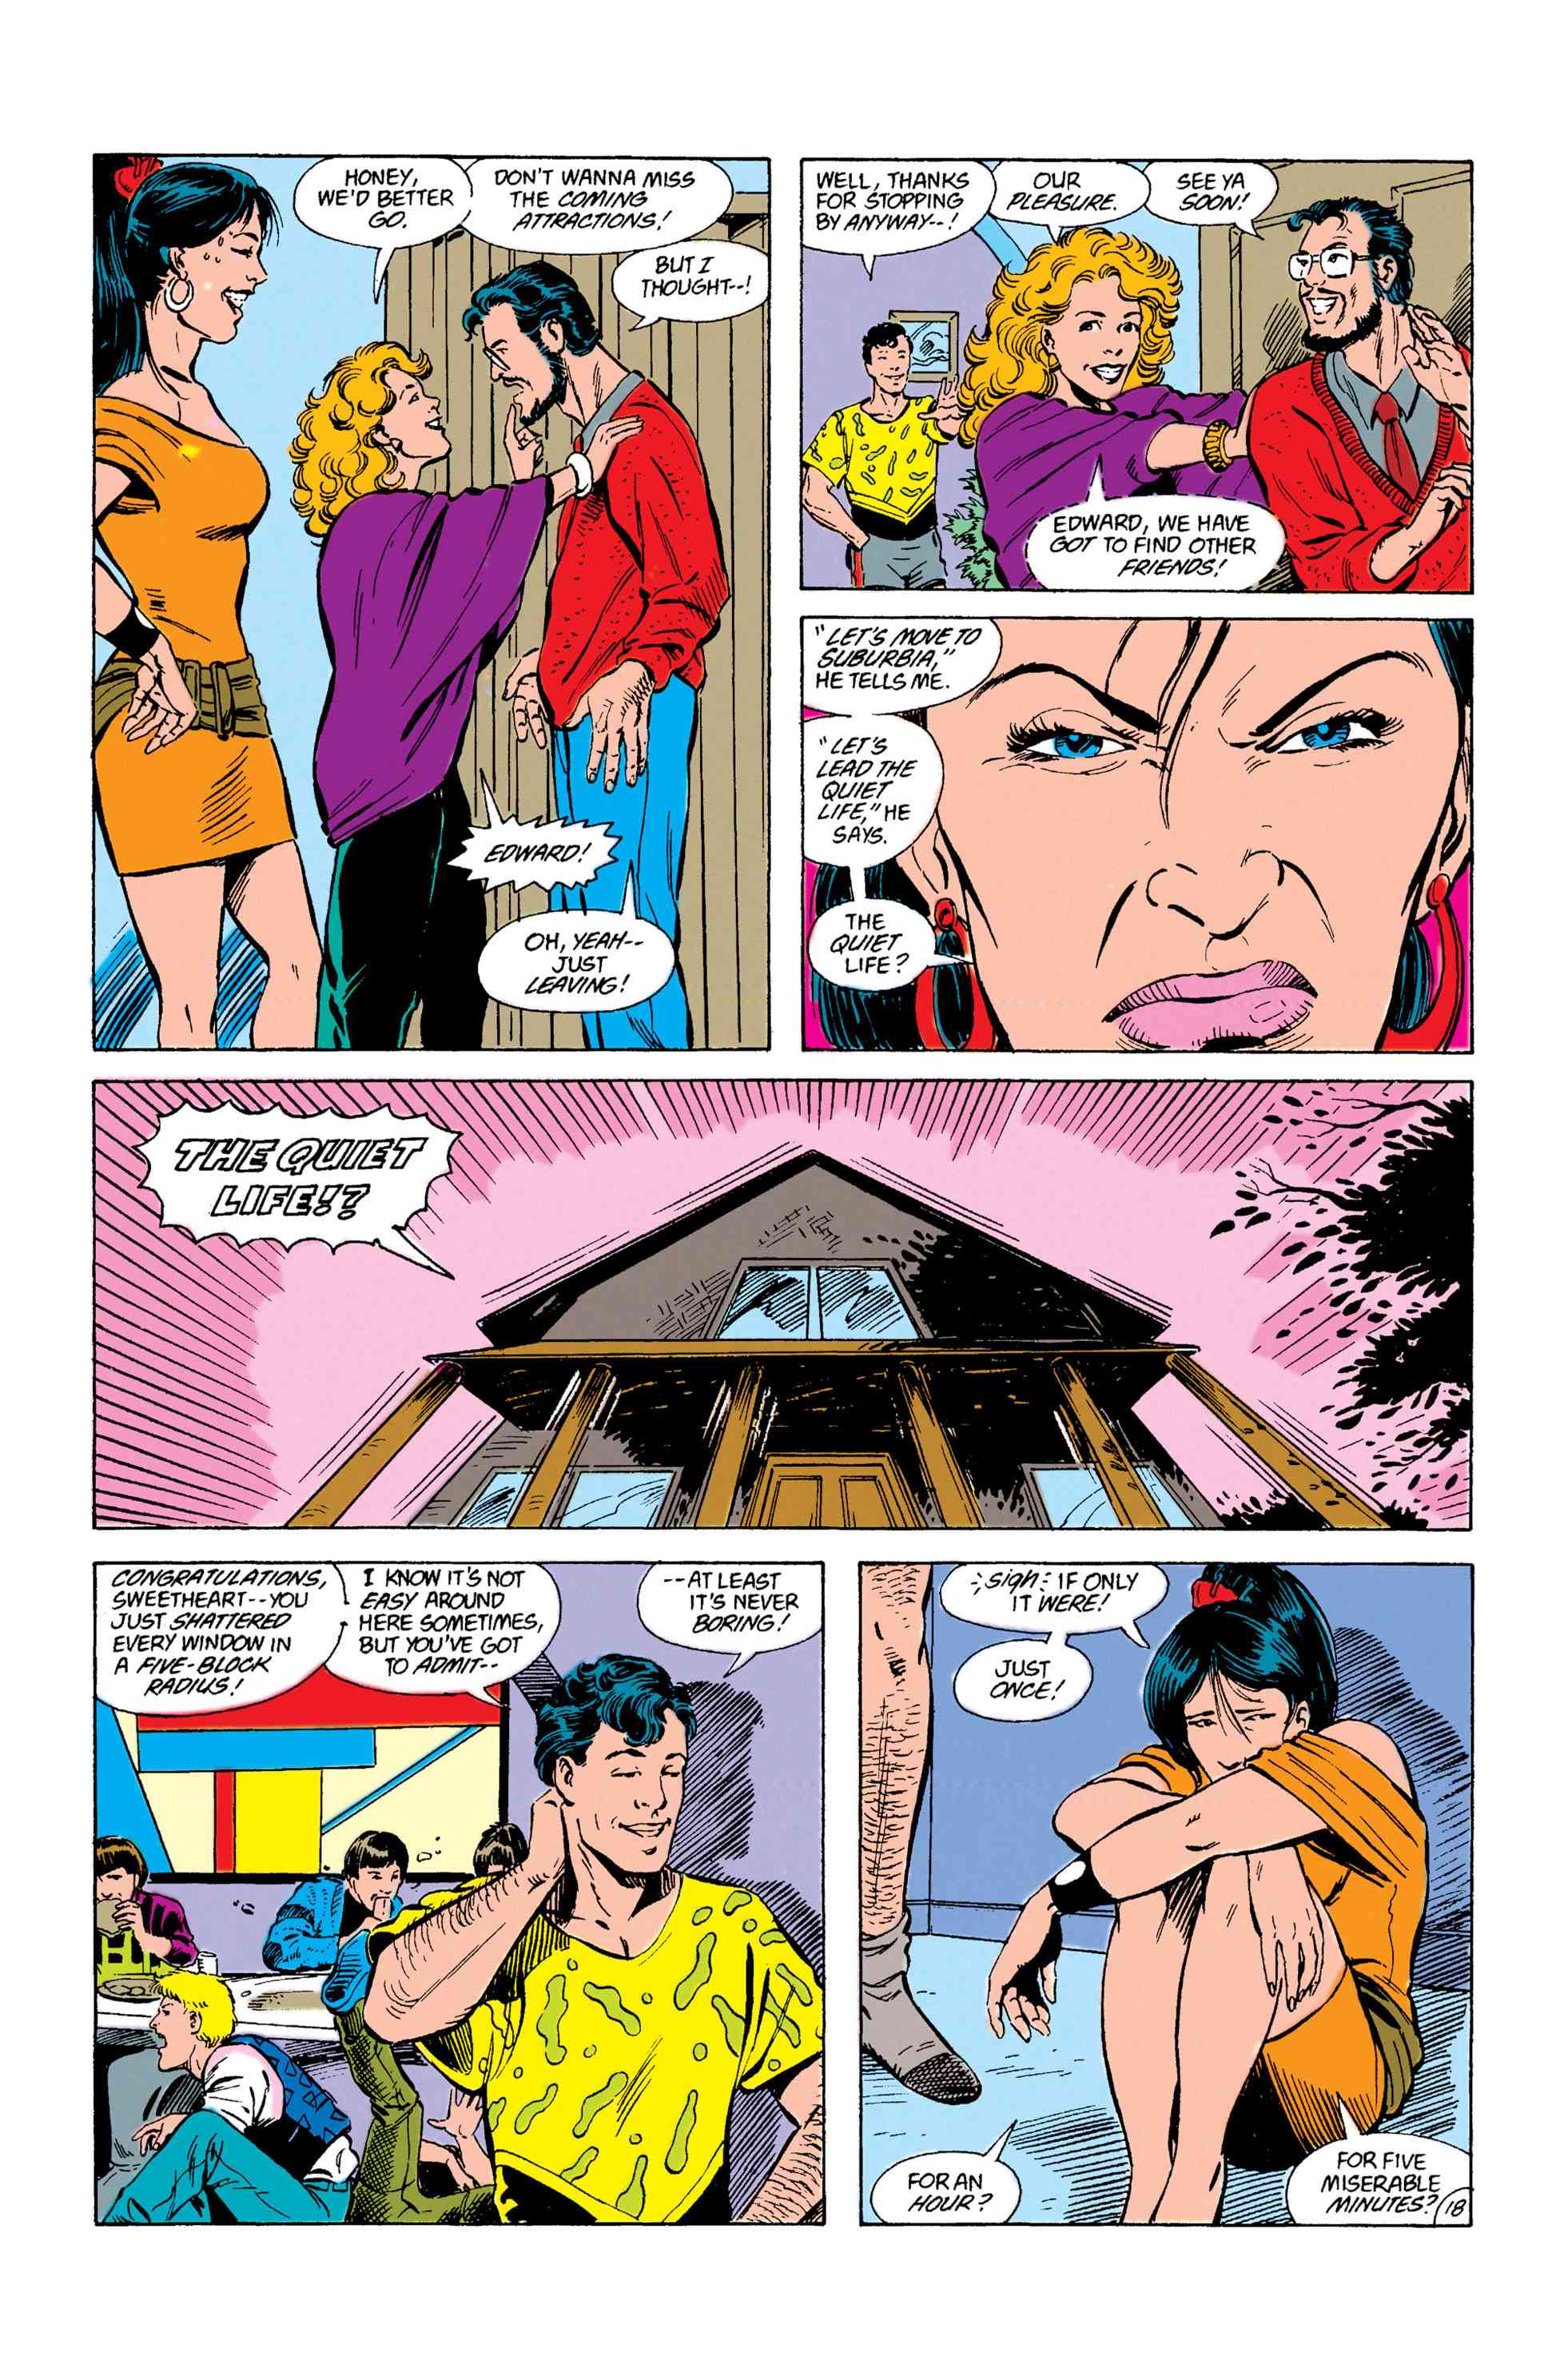 HONEY,
WE'D BETTER
GO.
DON'T WANNA MISS
THE COMING
ATTRACTIONS!
BUT I
THOUGHT--!
EDWARD!
OH, YEAH--
JUST
LEAVING!
WELL, THANKS
FOR STOPPING
BY ANYWAY--!
OUR
PLEASURE.
SEE YA
SOON!
EDWARD, WE HAVE
GOT TO FIND OTHER
FRIENDS!
"LET'S MOVE TO
SUBURBIA,"
HE TELLS ME.
"LET'S
LEAD THE
QUIET
LIFE," HE
SAYS.
THE
QUIET
LIFE?
THE QUIET
LIFE!?
CONGRATULATIONS,
SWEETHEART--YOU
JUST SHATTERED
EVERY WINDOW IN
A FIVE-BLOCK
RADIUS!
I KNOW IT'S NOT
EASY AROUND
HERE SOMETIMES,
BUT YOU'VE GOT
TO ADMIT--
--AT LEAST
IT'S NEVER
BORING!
-;sigh:- IF ONLY
IT WERE!
JUST
ONCE!
FOR AN
HOUR?
FOR FIVE
MISERABLE
MINUTES?
18